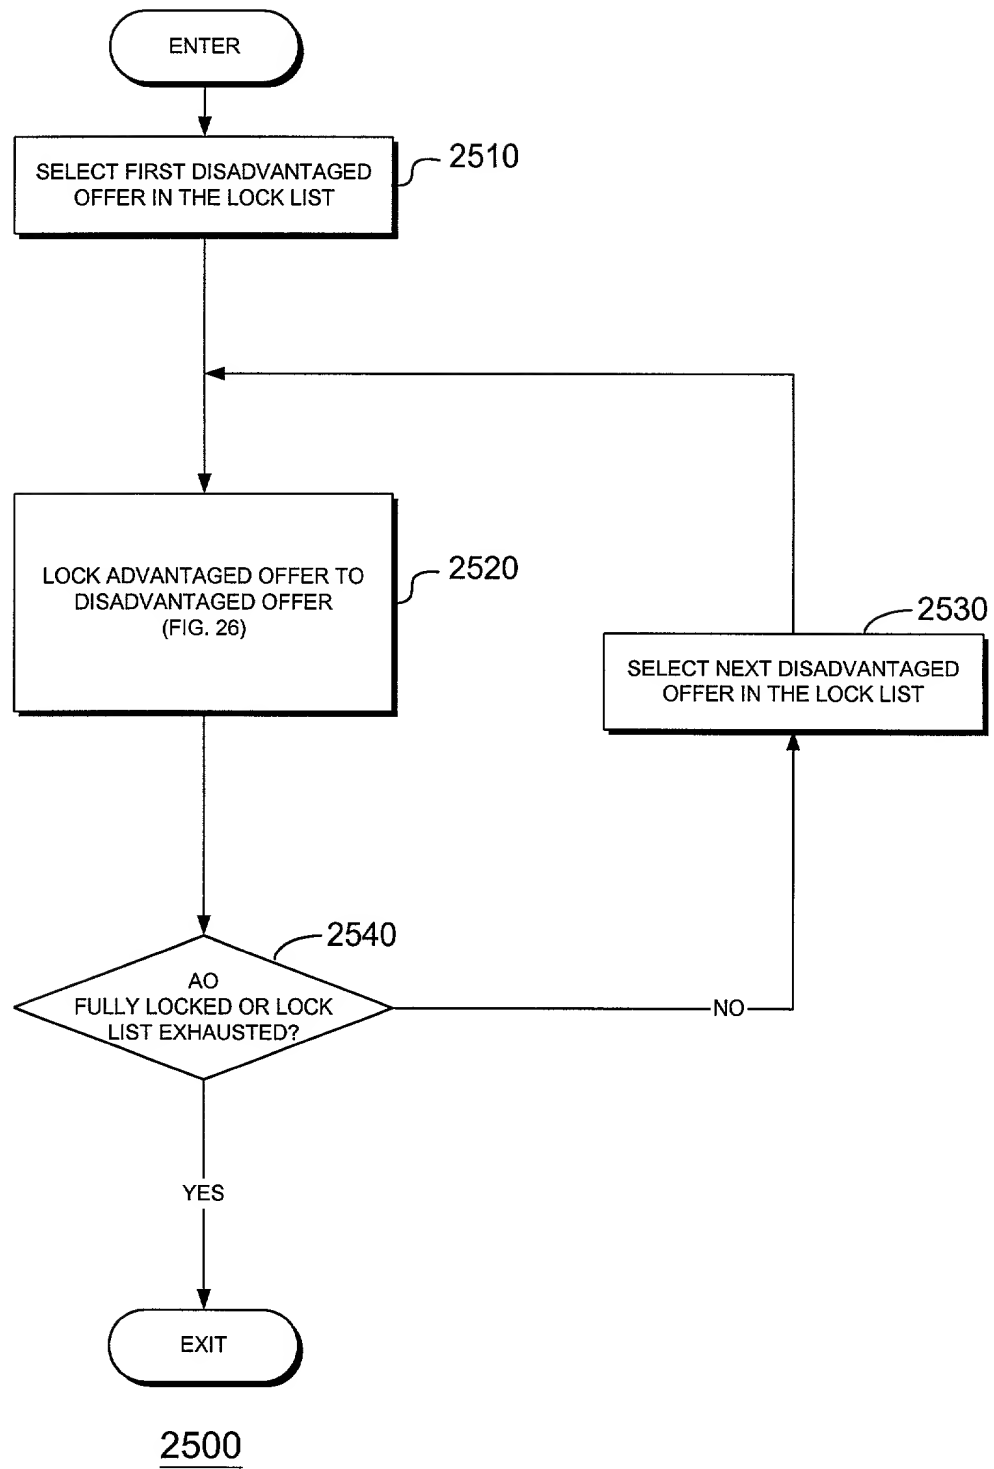 ENTER
SELECT FIRST DISADVANTAGED
OFFER IN THE LOCK LIST
2510
LOCK ADVANTAGED OFFER TO
DISADVANTAGED OFFER
(FIG. 26)
2520
2530
SELECT NEXT DISADVANTAGED
OFFER IN THE LOCK LIST
2540
AO
FULLY LOCKED OR LOCK
LIST EXHAUSTED?
NO
YES
EXIT
2500